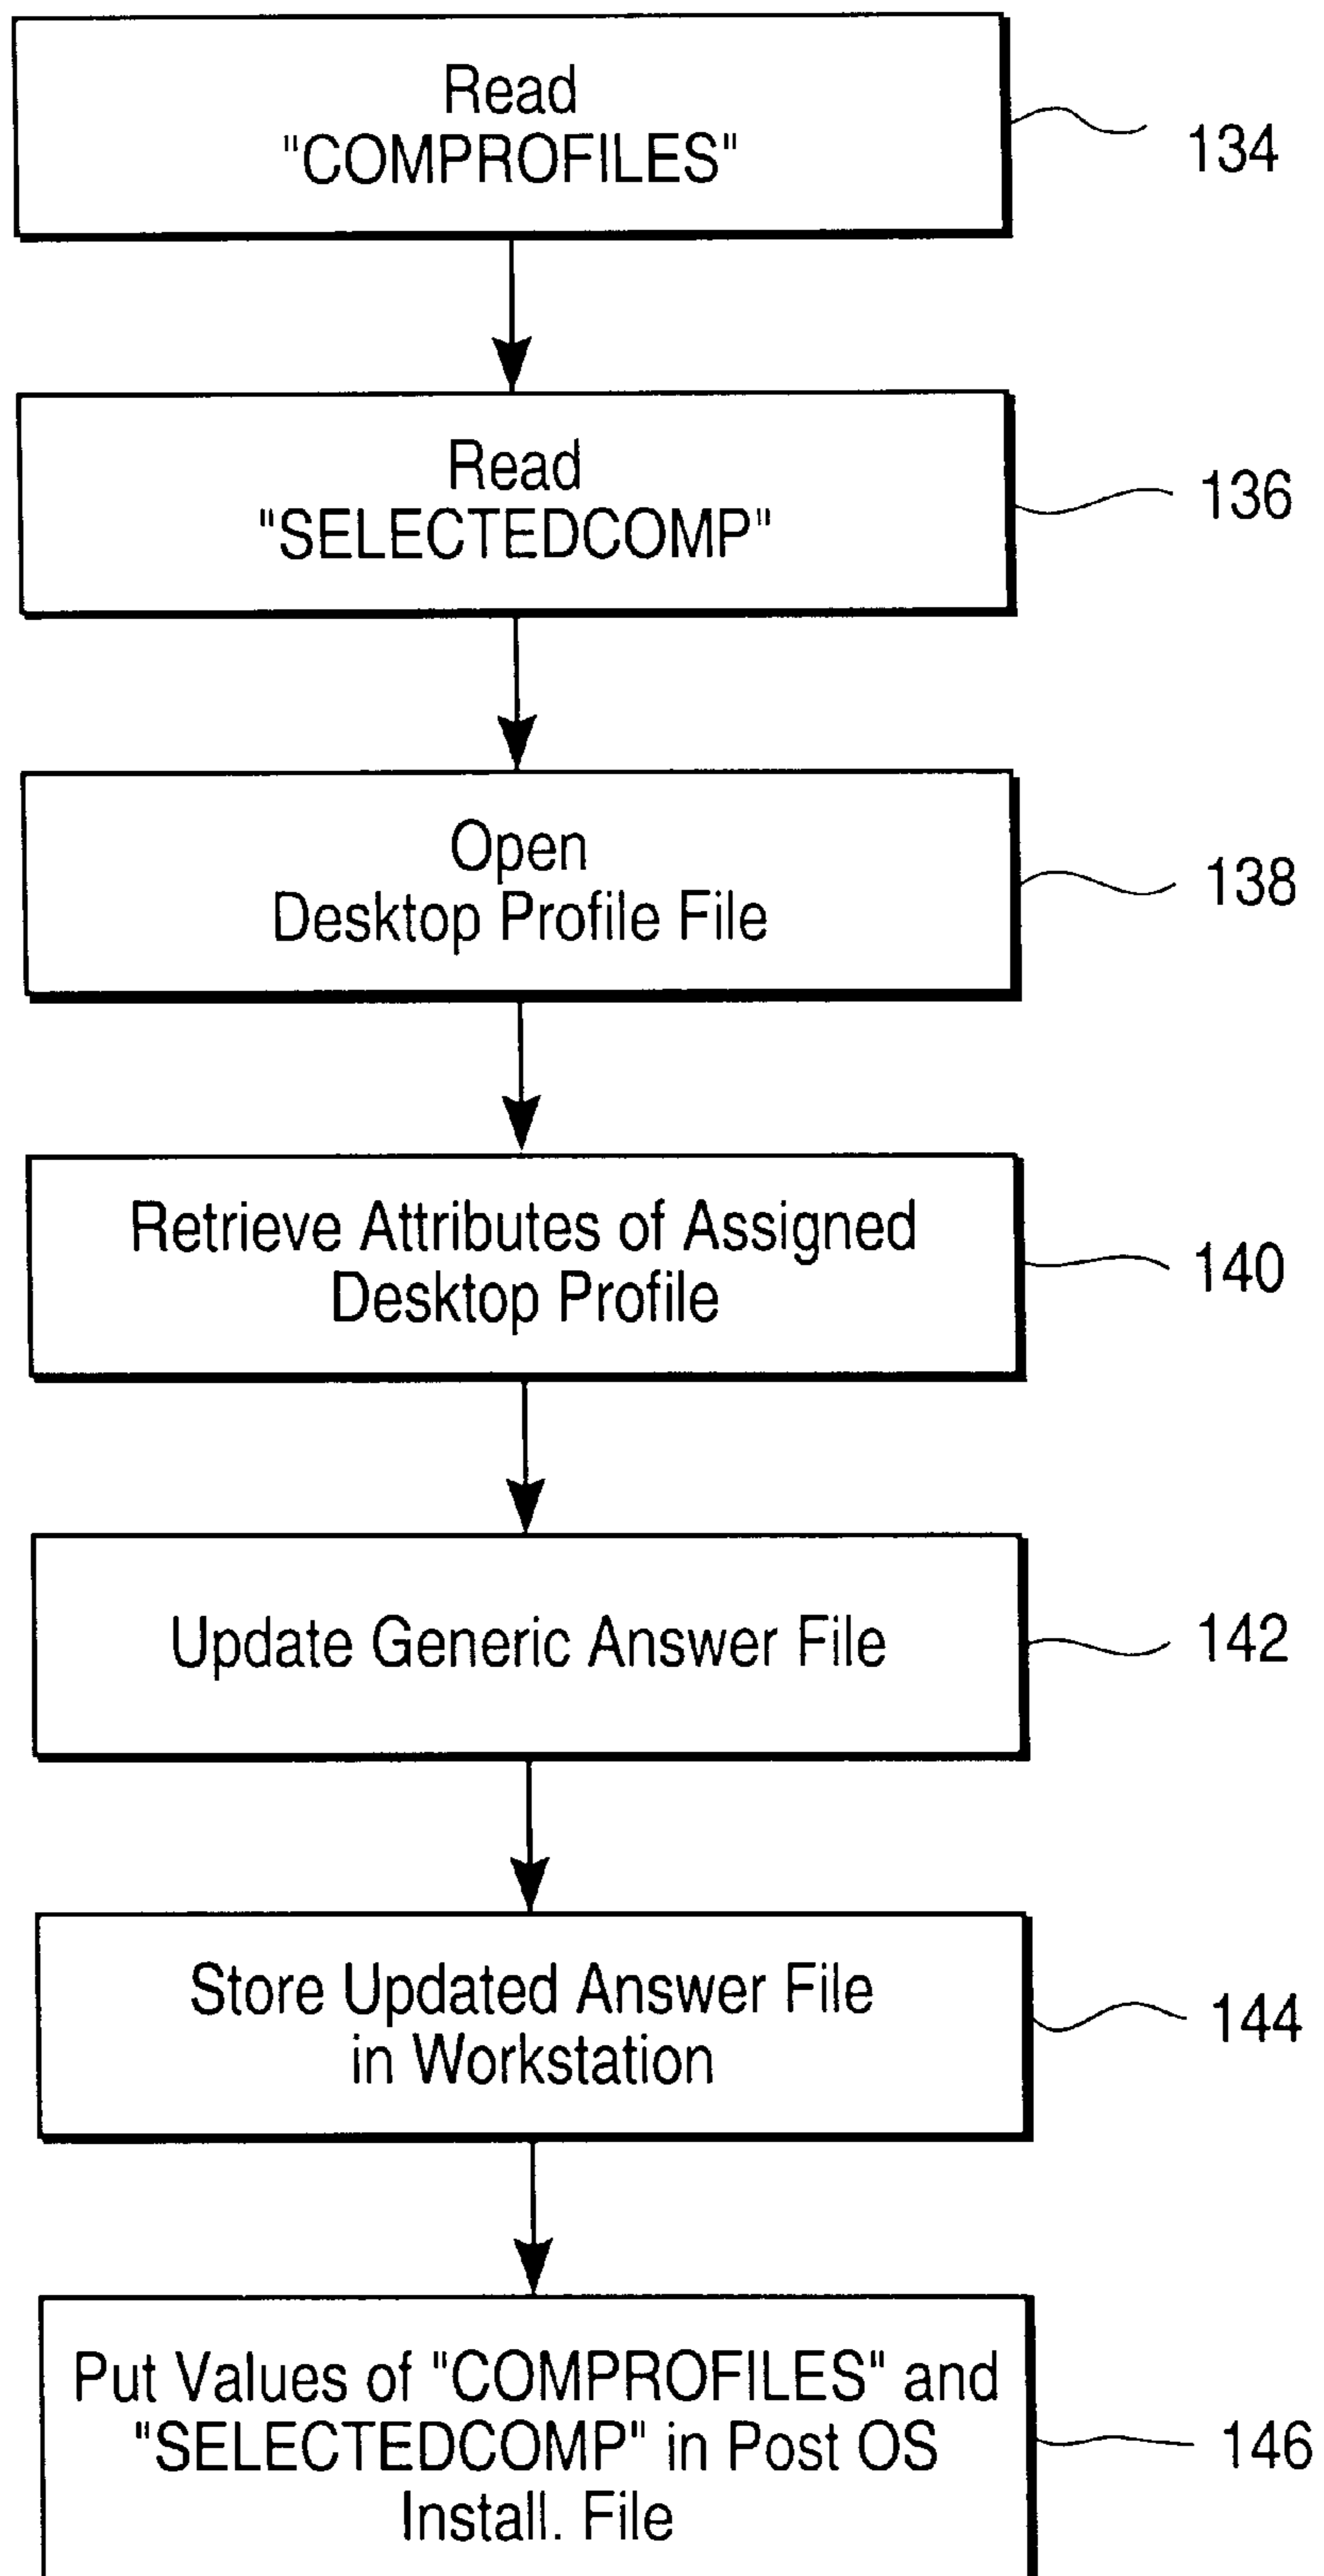 Read
"COMPROFILES"
134
Read
"SELECTEDCOMP"
136
Open
Desktop Profile File
138
Retrieve Attributes of Assigned
Desktop Profile
140
Update Generic Answer File
142
Store Updated Answer File
in Workstation
144
Put Values of "COMPROFILES" and
"SELECTEDCOMP" in Post OS
Install. File
146